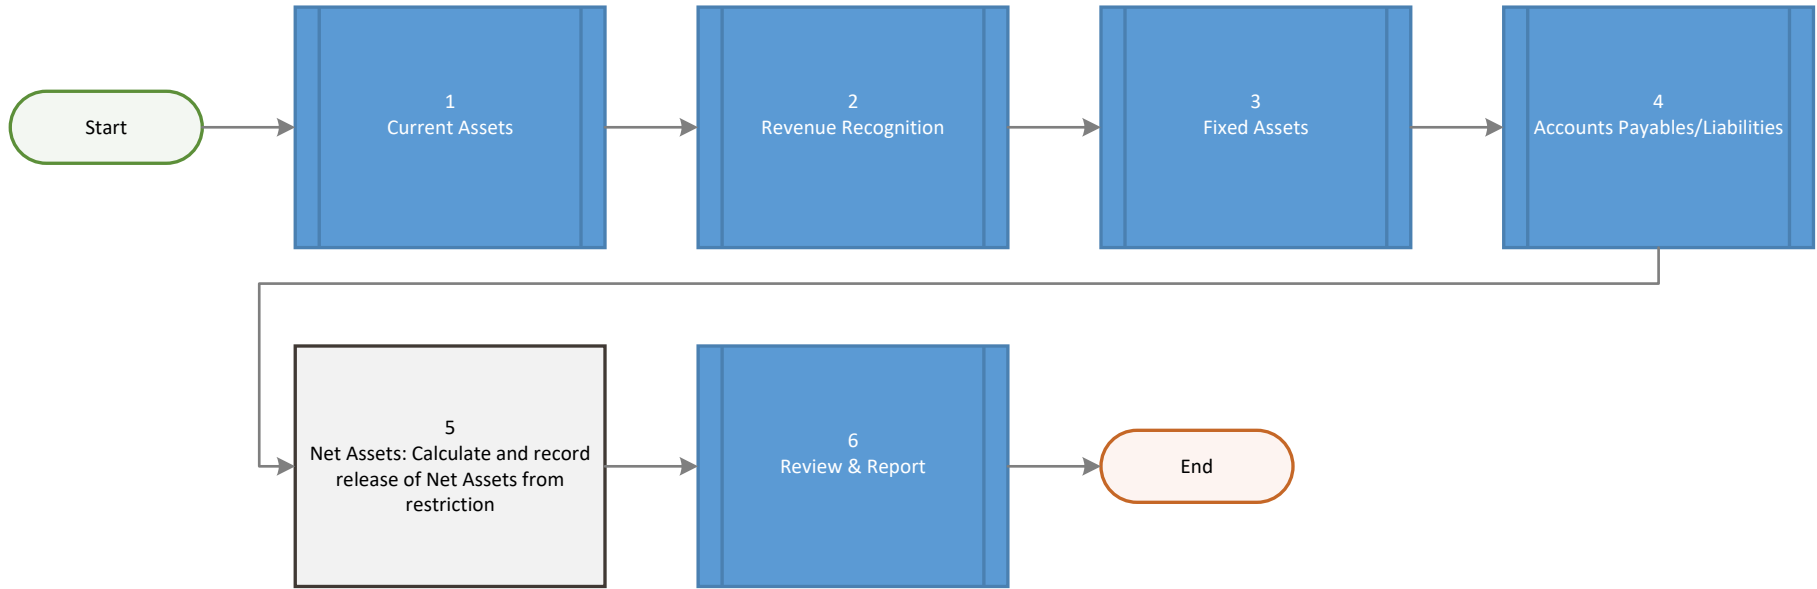 Start
1
Current Assets
2
Revenue Recognition
3
Fixed Assets
4
Accounts Payables/Liabilities
5
Net Assets: Calculate and record
release of Net Assets from
restriction
6
Review & Report
End